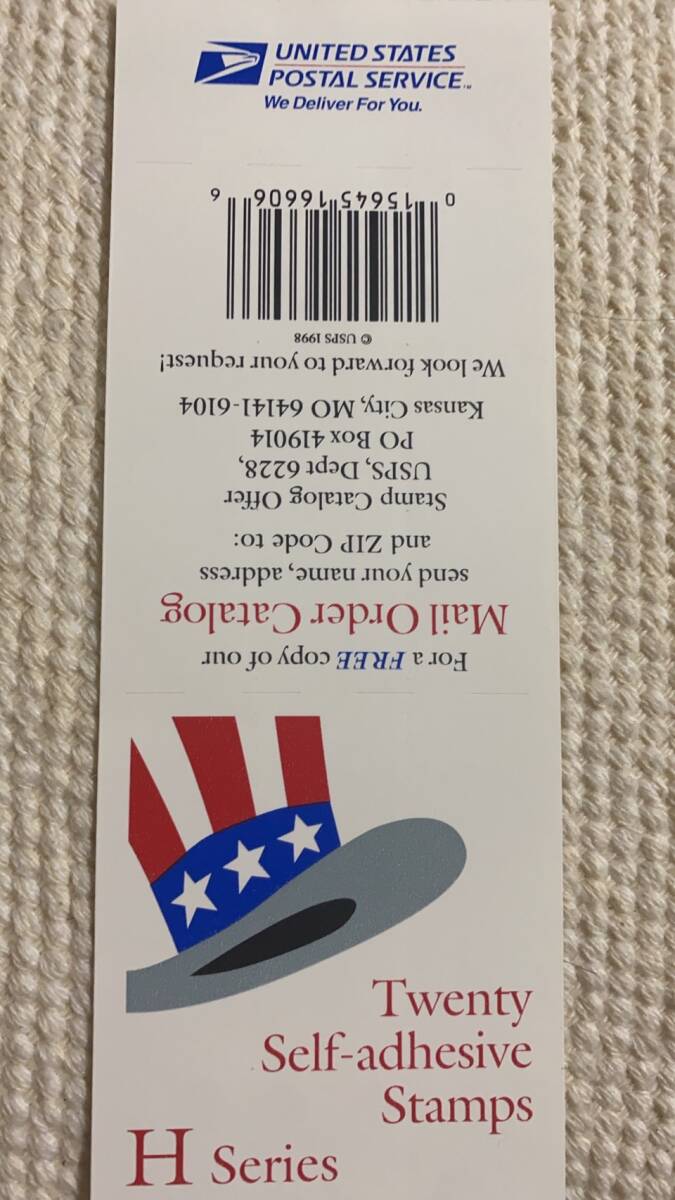 UNITED STATES
POSTAL SERVICE™
We Deliver For You.
For a FREE copy of our
Mail Order Catalog
send your name, address
and ZIP Code to:
Stamp Catalog Offer
USPS, Dept 6228,
PO Box 419014
Kansas City, MO 64141-6104
We look forward to your request!
© USPS 1998
0 15645 16606 6
Twenty
Self-adhesive
Stamps
H Series